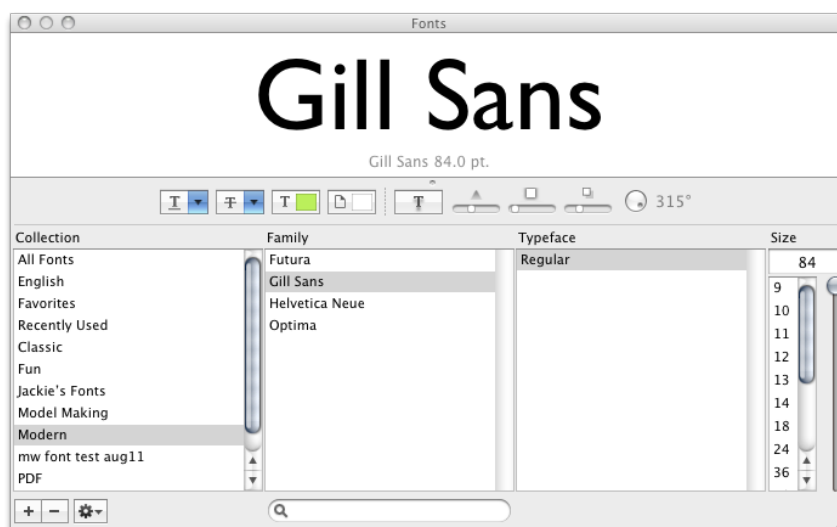 Fonts
Gill Sans
Gill Sans 84.0 pt.
T T T T 315°
Collection
All Fonts
English
Favorites
Recently Used
Classic
Fun
Jackie's Fonts
Model Making
Modern
mw font test aug11
PDF
Family
Futura
Gill Sans
Helvetica Neue
Optima
Typeface
Regular
Size
84
9
10
11
12
13
14
18
24
36